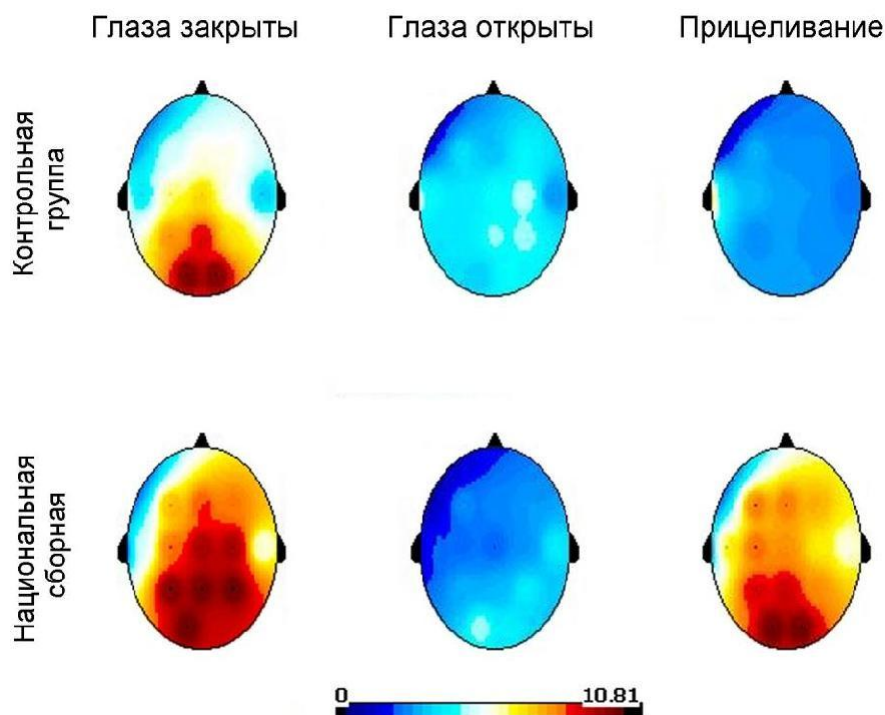 Глаза закрыты
Глаза открыты
Прицеливание
Контрольная
группа
Национальная
сборная
0
10.81